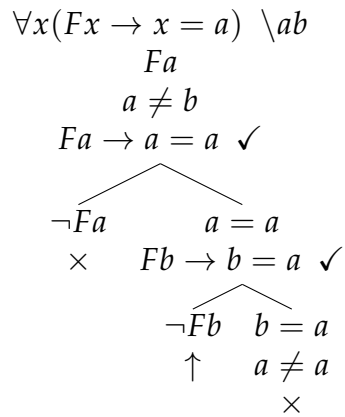 ∀x(Fx → x = a) \ab
Fa
a ≠ b
Fa → a = a ✓
¬Fa a = a
× Fb → b = a ✓
¬Fb b = a
↑ a ≠ a
×